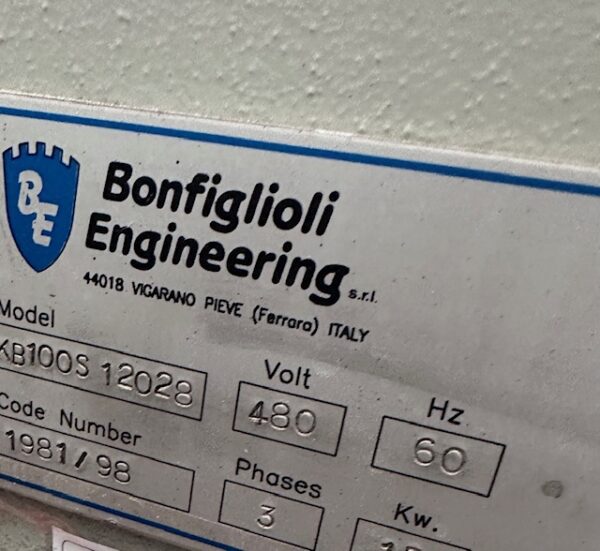 BE
Bonfiglioli
Engineering s.r.l.
44018 VIGARANO PIEVE (Ferrara) ITALY
Model
KB100S 12028
Volt
480
Hz
60
Code Number
1981/98
Phases
3
Kw.